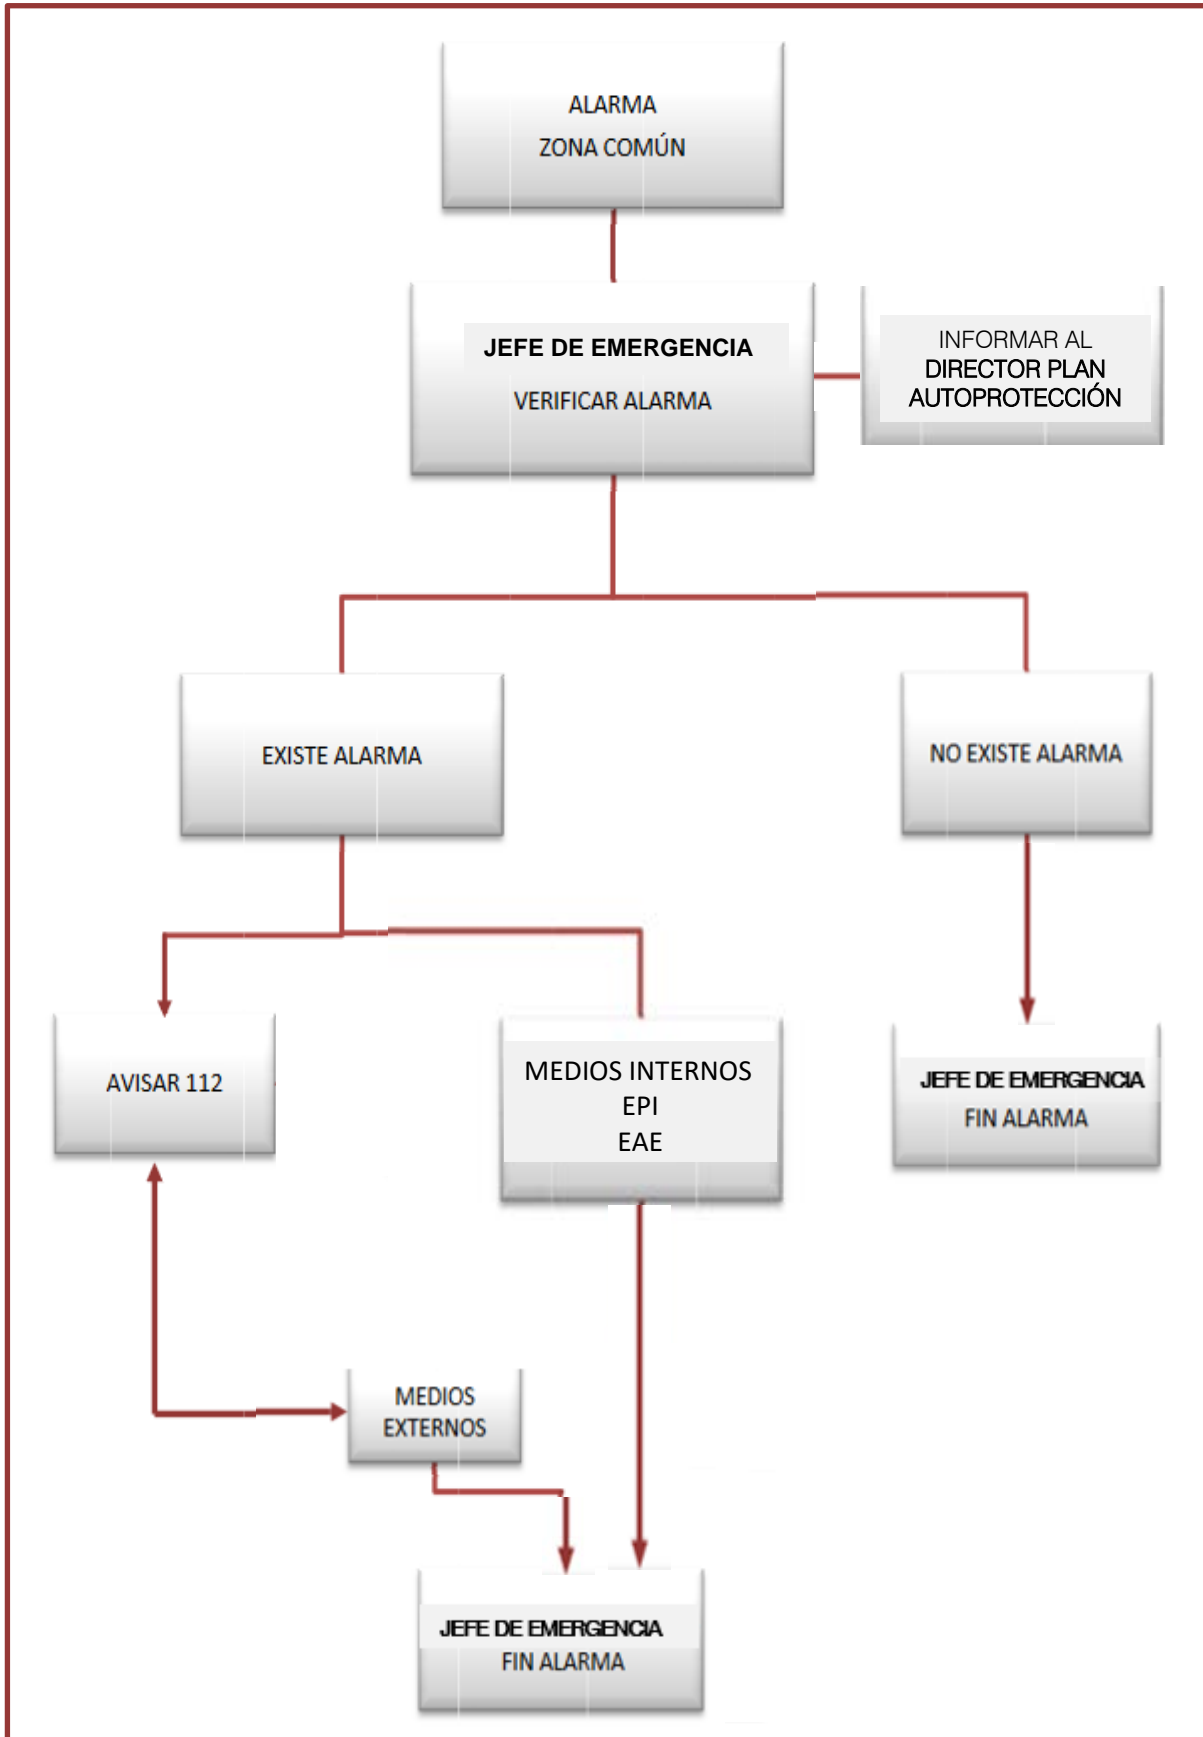 ALARMA
ZONA COMÚN
JEFE DE EMERGENCIA
VERIFICAR ALARMA
INFORMAR AL
DIRECTOR PLAN
AUTOPROTECCIÓN
EXISTE ALARMA
NO EXISTE ALARMA
AVISAR 112
MEDIOS INTERNOS
EPI
EAE
JEFE DE EMERGENCIA
FIN ALARMA
MEDIOS
EXTERNOS
JEFE DE EMERGENCIA
FIN ALARMA